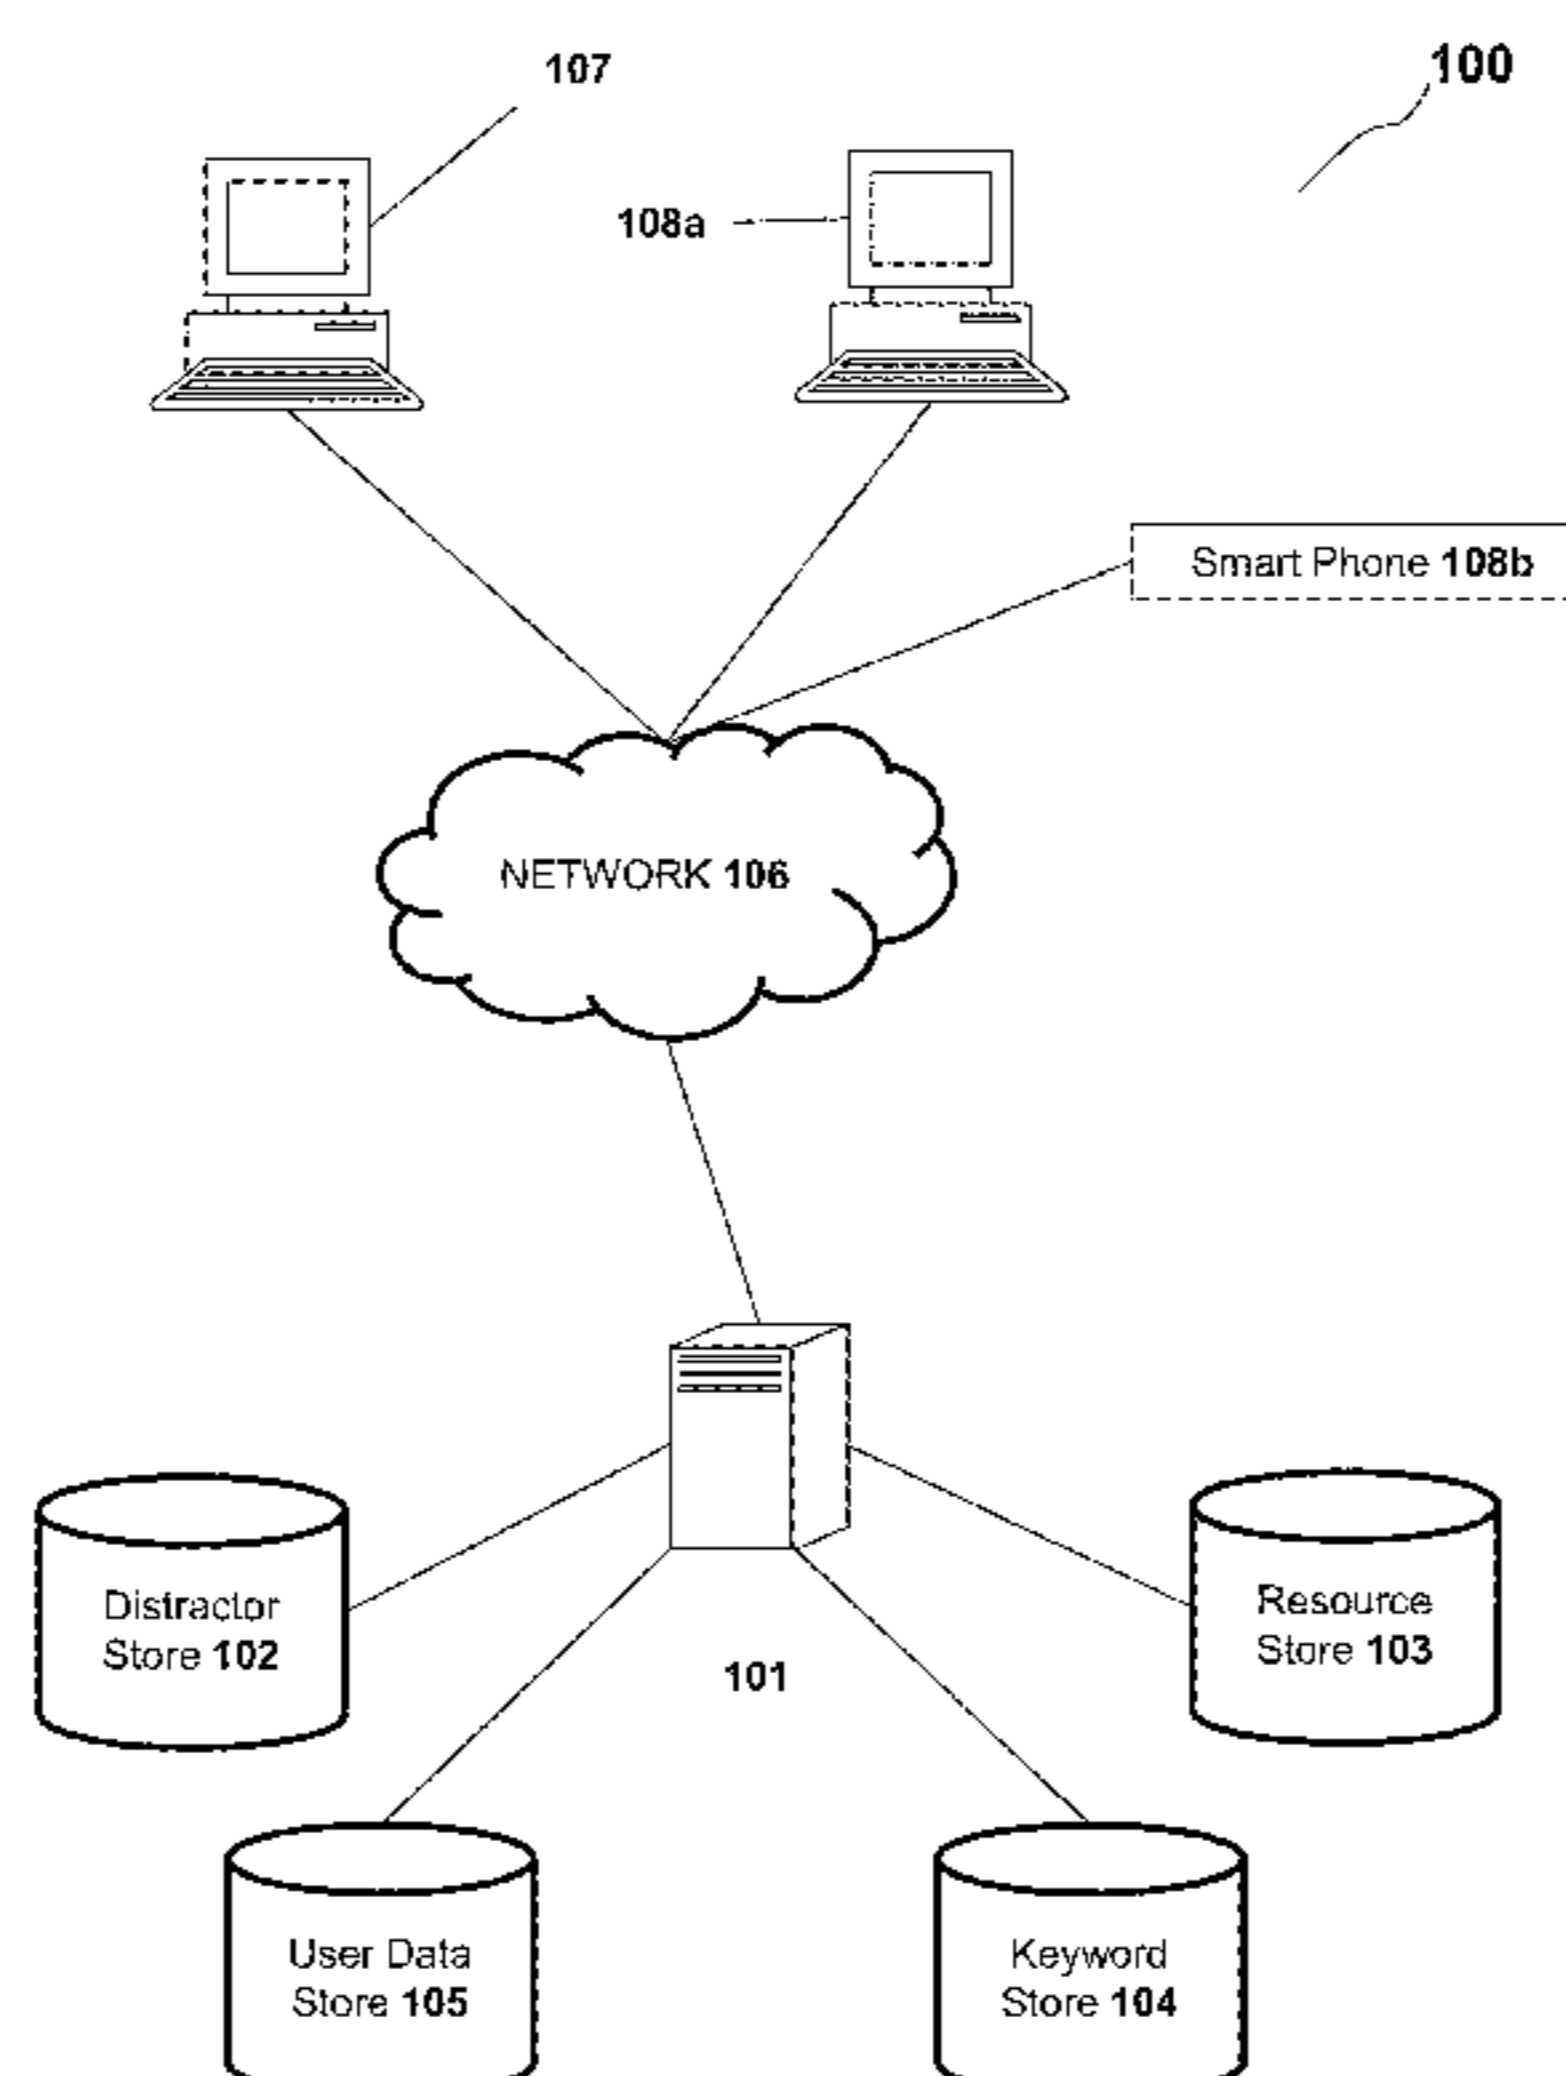 107
100
108a
Smart Phone 108b
NETWORK 106
Distractor
Store 102
Resource
Store 103
101
User Data
Store 105
Keyword
Store 104